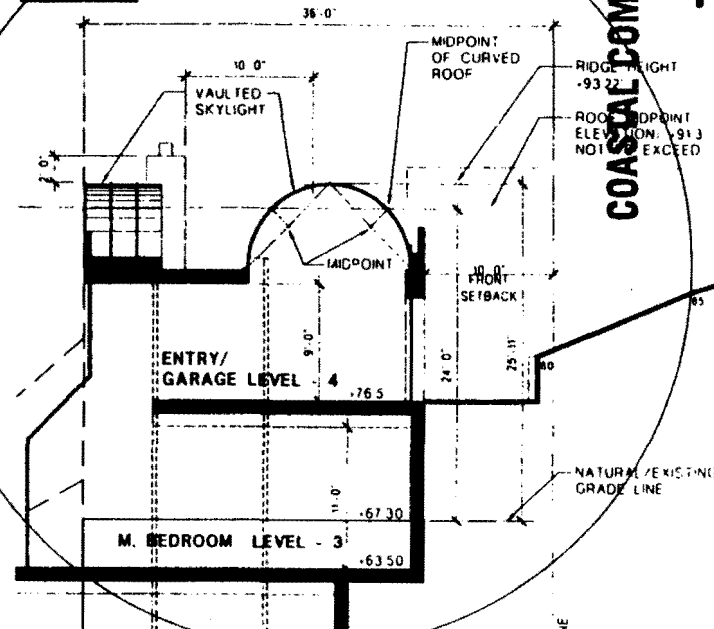 36'-0"
10'-0"
MIDPOINT
OF CURVED
ROOF
RIDGE HEIGHT
+93.22'
VAULTED
SKYLIGHT
ROOF MIDPOINT
ELEVATION: +91.3
NOT EXCEED
COASTAL COM
2'-0"
MIDPOINT
10'-0"
FRONT
SETBACK
85
9'-0"
24'-0"
25'-11"
80
ENTRY/
GARAGE LEVEL - 4
+76.5
NATURAL/EXISTING
GRADE LINE
11'-0"
+67.30
M. BEDROOM LEVEL - 3
+63.50
NE